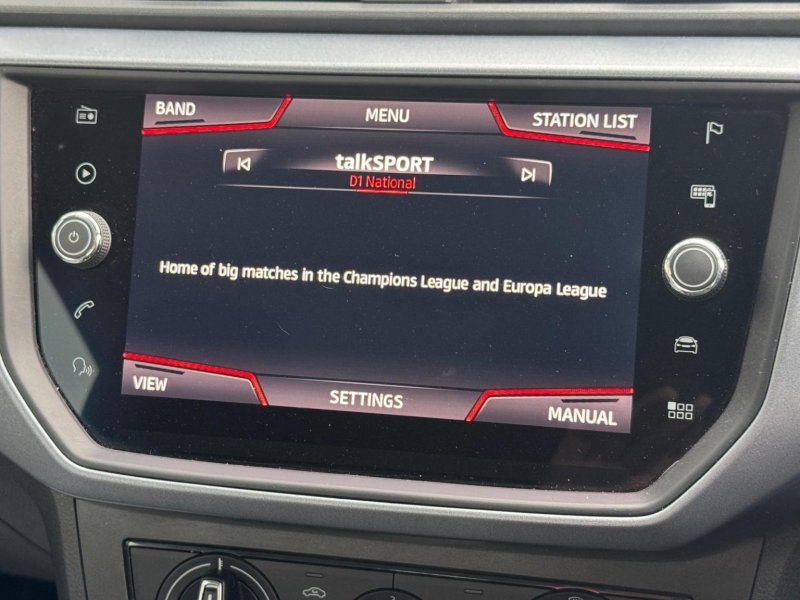 BAND
MENU
STATION LIST
talkSPORT
D1 National
Home of big matches in the Champions League and Europa League
VIEW
SETTINGS
MANUAL